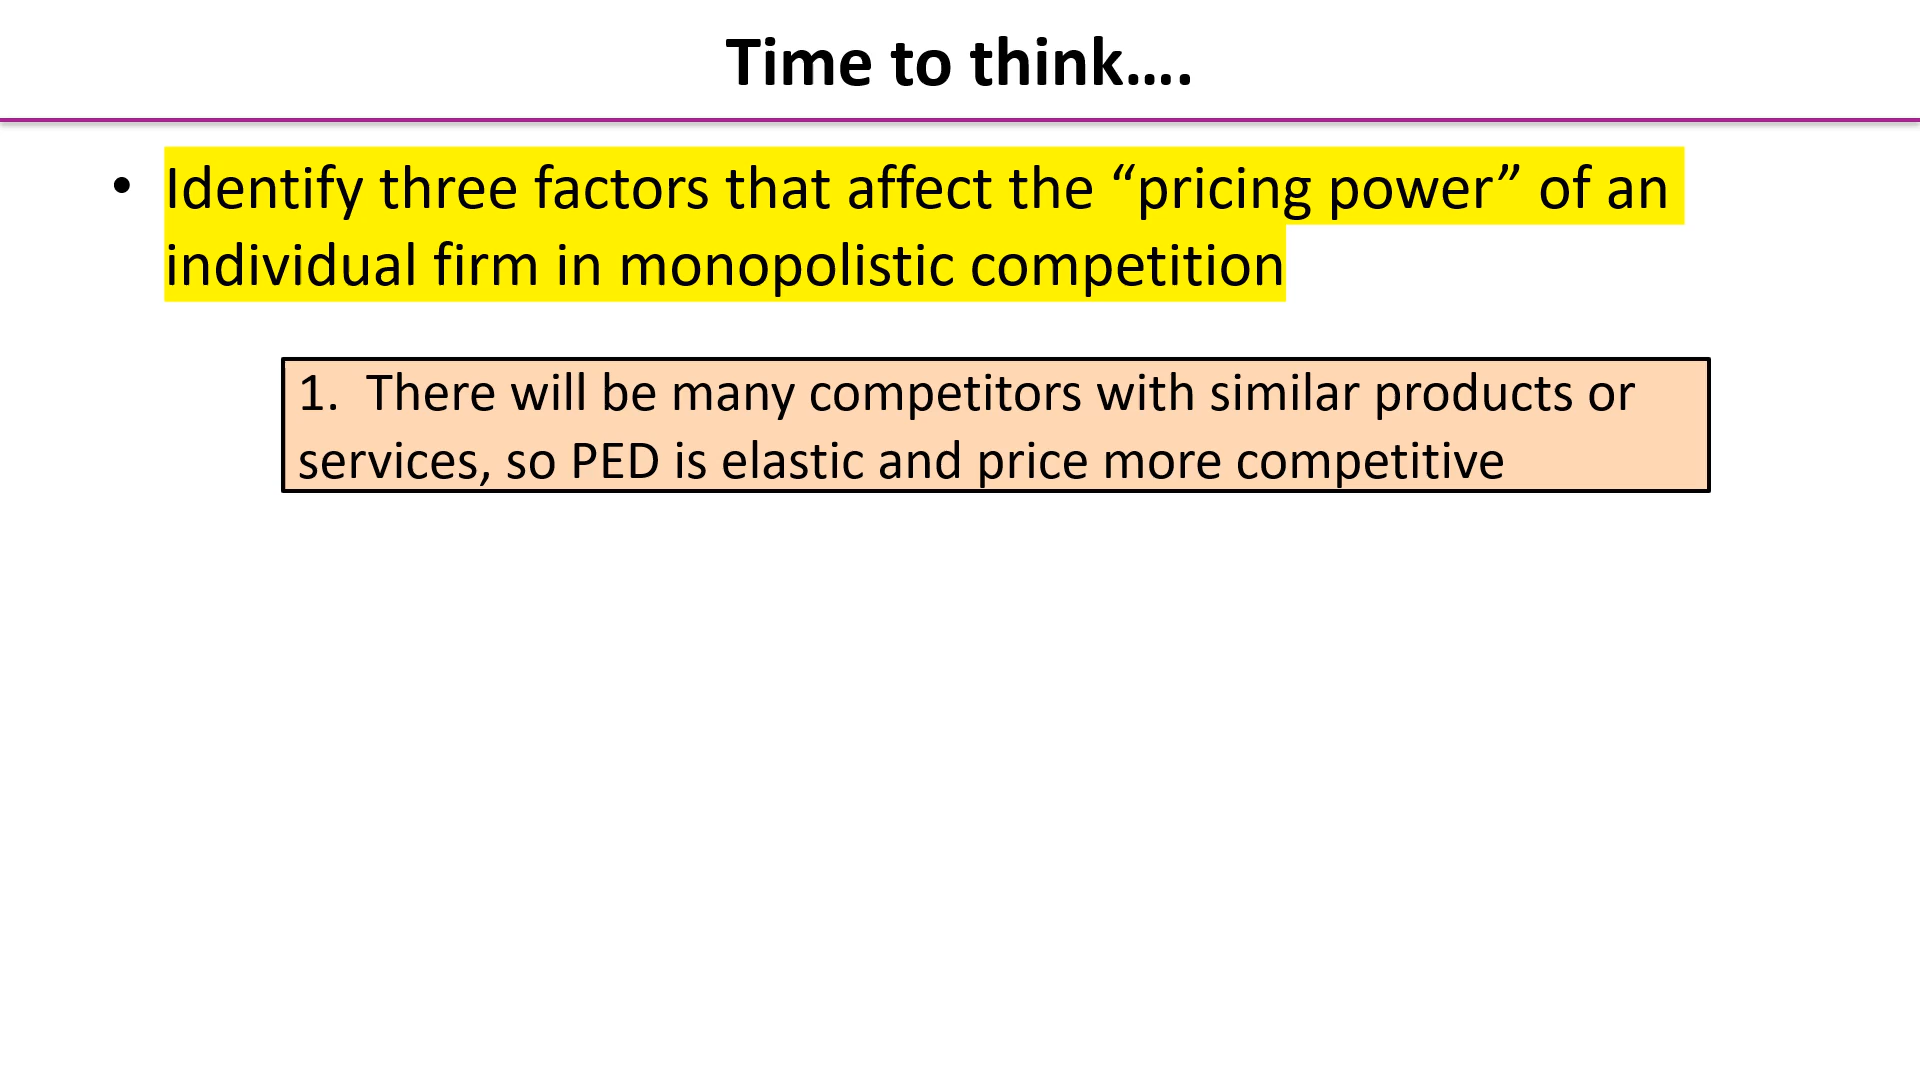 Time to think….
• Identify three factors that affect the “pricing power” of an
individual firm in monopolistic competition
1.  There will be many competitors with similar products or
services, so PED is elastic and price more competitive